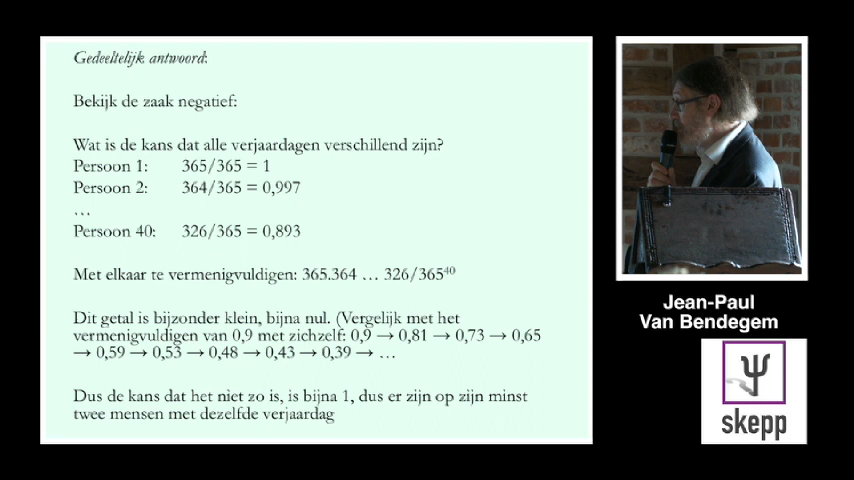 Gedeeltelijk antwoord:
Bekijk de zaak negatief:
Wat is de kans dat alle verjaardagen verschillend zijn?
Persoon 1: 365/365 = 1
Persoon 2: 364/365 = 0,997
…
Persoon 40: 326/365 = 0,893
Met elkaar te vermenigvuldigen: 365.364 … 326/365⁴⁰
Dit getal is bijzonder klein, bijna nul. (Vergelijk met het
vermenigvuldigen van 0,9 met zichzelf: 0,9 → 0,81 → 0,73 → 0,65
→ 0,59 → 0,53 → 0,48 → 0,43 → 0,39 → …
Dus de kans dat het niet zo is, is bijna 1, dus er zijn op zijn minst
twee mensen met dezelfde verjaardag
Jean-Paul
Van Bendegem
Ψ
skepp